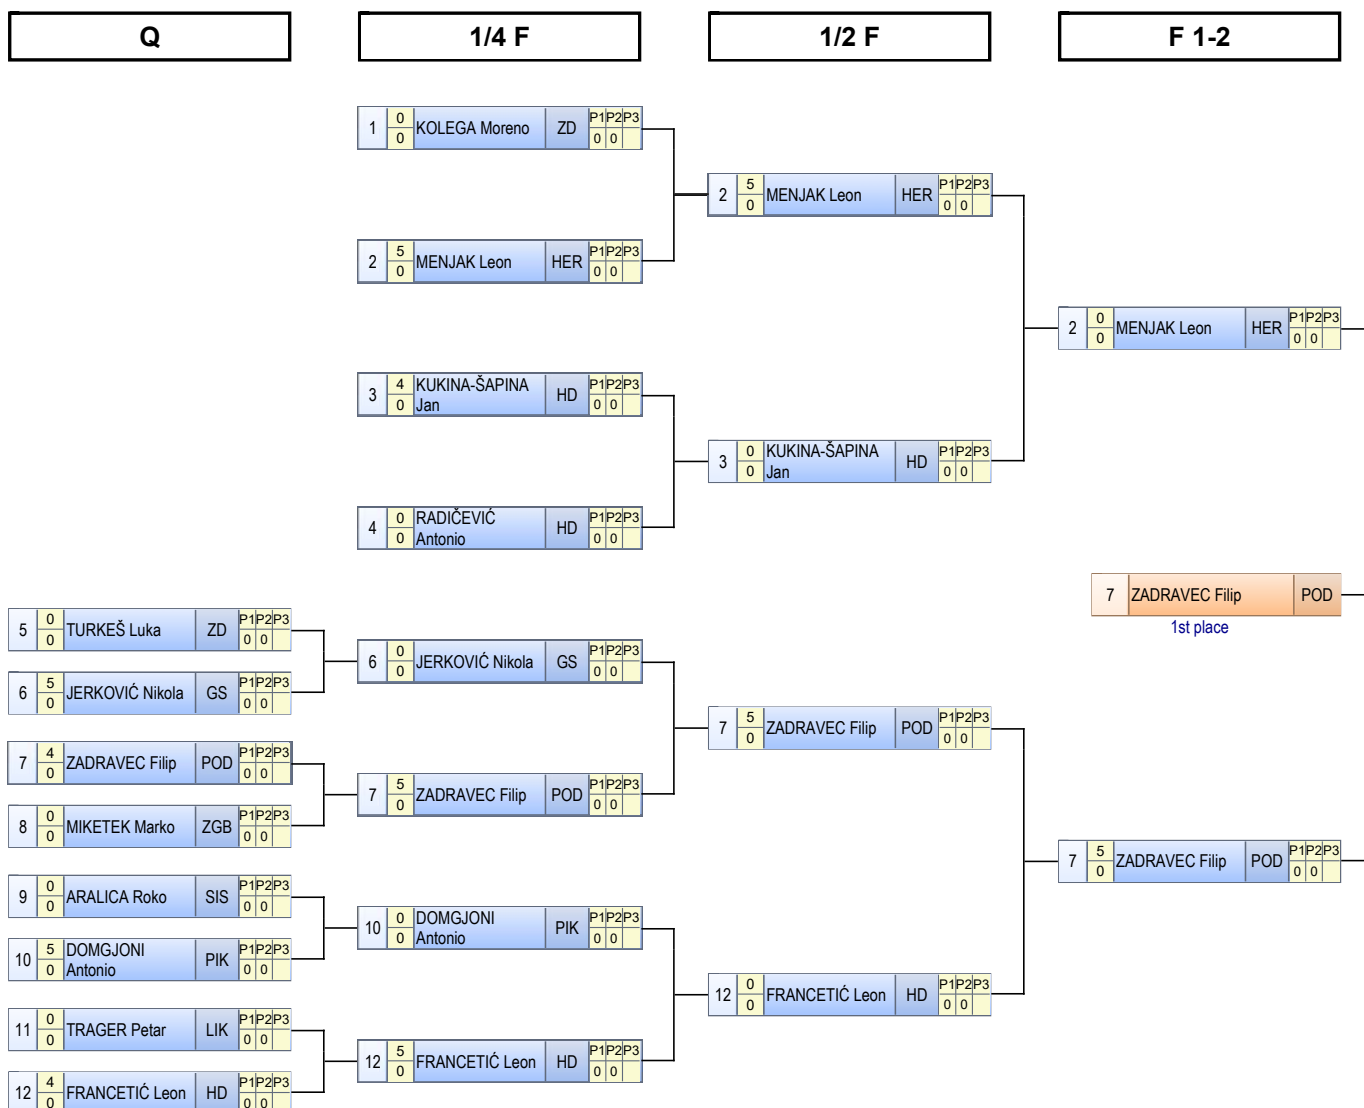 Q 1/4 F 1/2 F F 1-2
1 0 KOLEGA Moreno ZD P1 P2 P3
0 0 0
2 5 MENJAK Leon HER P1 P2 P3
0 0 0
2 5 MENJAK Leon HER P1 P2 P3
0 0 0
2 0 MENJAK Leon HER P1 P2 P3
0 0 0
3 4 KUKINA-ŠAPINA HD P1 P2 P3
0 Jan 0 0
3 0 KUKINA-ŠAPINA HD P1 P2 P3
0 Jan 0 0
4 0 RADIČEVIĆ HD P1 P2 P3
0 Antonio 0 0
7 ZADRAVEC Filip POD
1st place
5 0 TURKEŠ Luka ZD P1 P2 P3
0 0 0
6 0 JERKOVIĆ Nikola GS P1 P2 P3
0 0 0
6 5 JERKOVIĆ Nikola GS P1 P2 P3
0 0 0
7 5 ZADRAVEC Filip POD P1 P2 P3
0 0 0
7 4 ZADRAVEC Filip POD P1 P2 P3
0 0 0
7 5 ZADRAVEC Filip POD P1 P2 P3
0 0 0
8 0 MIKETEK Marko ZGB P1 P2 P3
0 0 0
7 5 ZADRAVEC Filip POD P1 P2 P3
0 0 0
9 0 ARALICA Roko SIS P1 P2 P3
0 0 0
10 0 DOMGJONI PIK P1 P2 P3
0 Antonio 0 0
10 5 DOMGJONI PIK P1 P2 P3
0 Antonio 0 0
12 0 FRANCETIĆ Leon HD P1 P2 P3
0 0 0
11 0 TRAGER Petar LIK P1 P2 P3
0 0 0
12 5 FRANCETIĆ Leon HD P1 P2 P3
0 0 0
12 4 FRANCETIĆ Leon HD P1 P2 P3
0 0 0